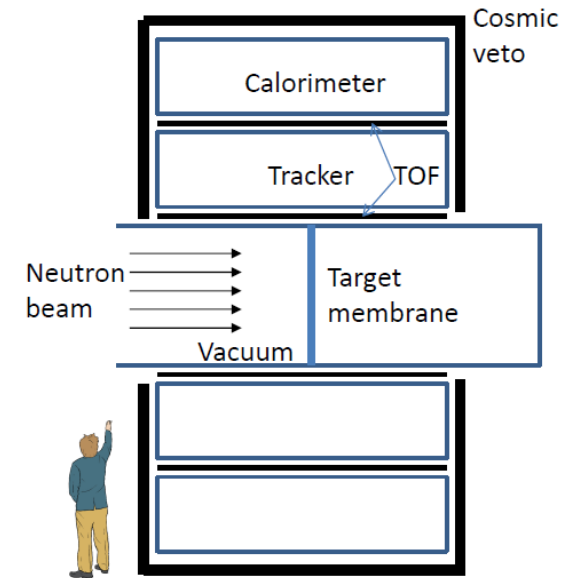 Cosmic
veto
Calorimeter
Tracker
TOF
Neutron
beam
Target
membrane
Vacuum